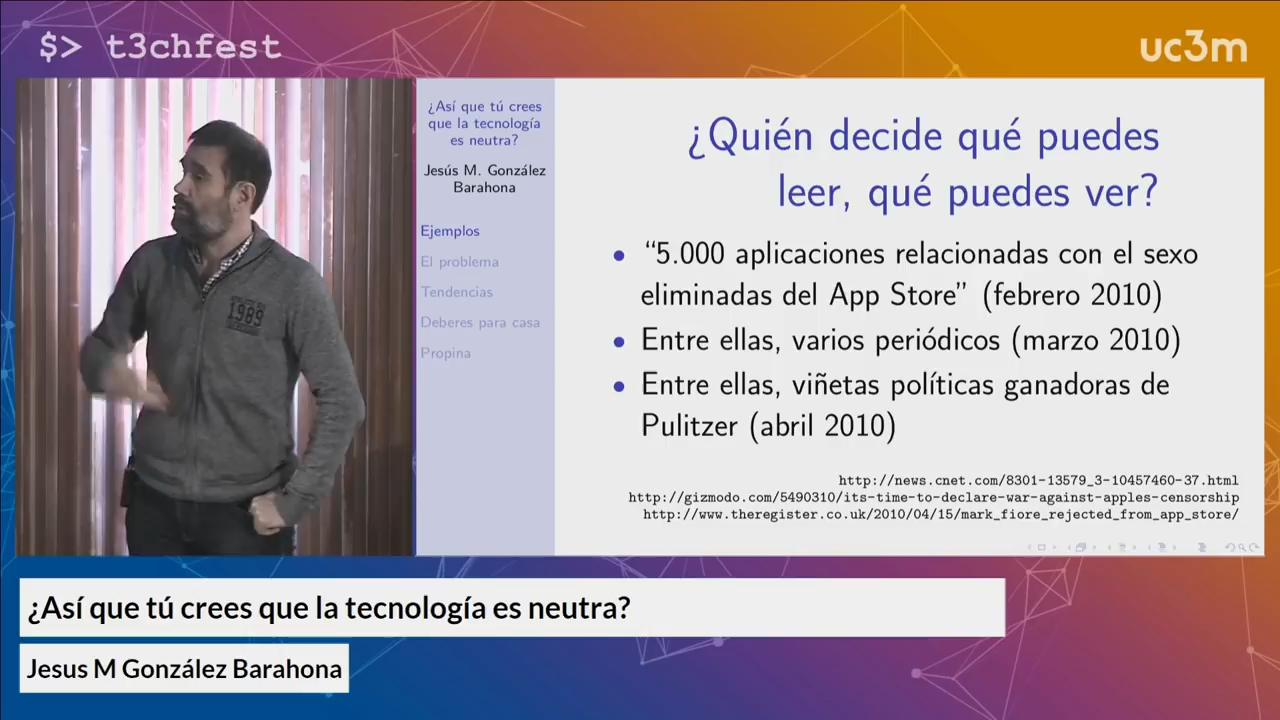 $> t3chfest
uc3m
¿Así que tú crees
que la tecnología
es neutra?
Jesús M. González
Barahona
Ejemplos
El problema
Tendencias
Deberes para casa
Propina
¿Quién decide qué puedes
leer, qué puedes ver?
• “5.000 aplicaciones relacionadas con el sexo
eliminadas del App Store” (febrero 2010)
• Entre ellas, varios periódicos (marzo 2010)
• Entre ellas, viñetas políticas ganadoras de
Pulitzer (abril 2010)
http://news.cnet.com/8301-13579_3-10457460-37.html
http://gizmodo.com/5490310/its-time-to-declare-war-against-apples-censorship
http://www.theregister.co.uk/2010/04/15/mark_fiore_rejected_from_app_store/
1989
¿Así que tú crees que la tecnología es neutra?
Jesus M González Barahona